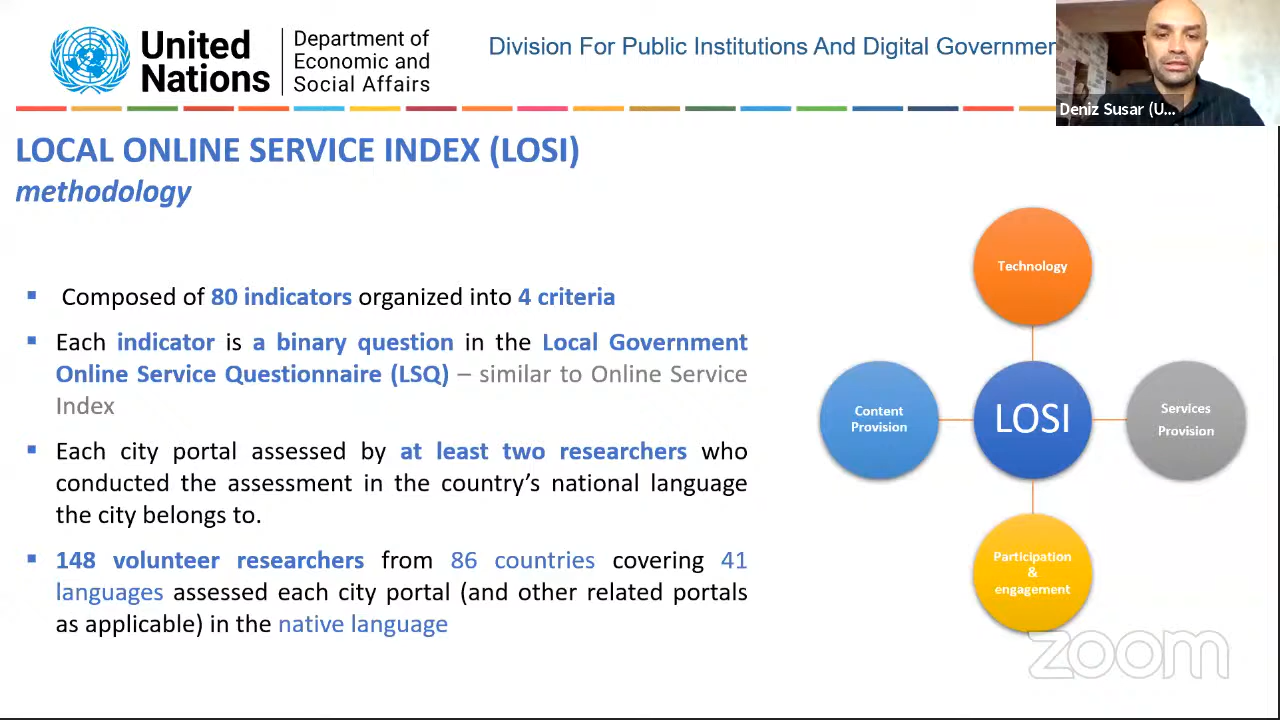 United
Nations
Department of
Economic and
Social Affairs
Division For Public Institutions And Digital Governmen
Deniz Susar (U...
LOCAL ONLINE SERVICE INDEX (LOSI)
methodology
▪ Composed of 80 indicators organized into 4 criteria
▪ Each indicator is a binary question in the Local Government
Online Service Questionnaire (LSQ) – similar to Online Service
Index
▪ Each city portal assessed by at least two researchers who
conducted the assessment in the country’s national language
the city belongs to.
▪ 148 volunteer researchers from 86 countries covering 41
languages assessed each city portal (and other related portals
as applicable) in the native language
Technology
Content
Provision
LOSI
Services
Provision
Participation
&
engagement
zoom